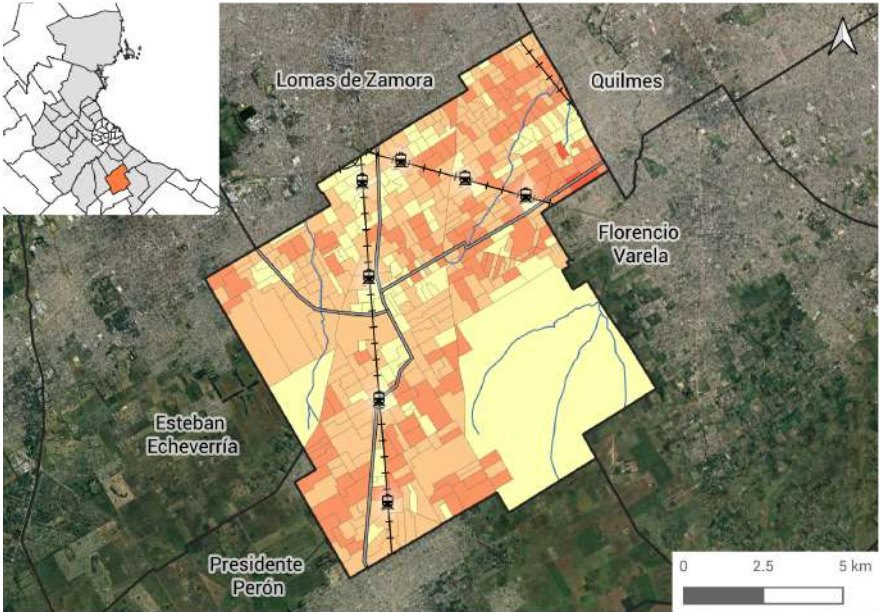 Lomas de Zamora
Quilmes
Florencio
Varela
Esteban
Echeverría
Presidente
Perón
0 2.5 5 km